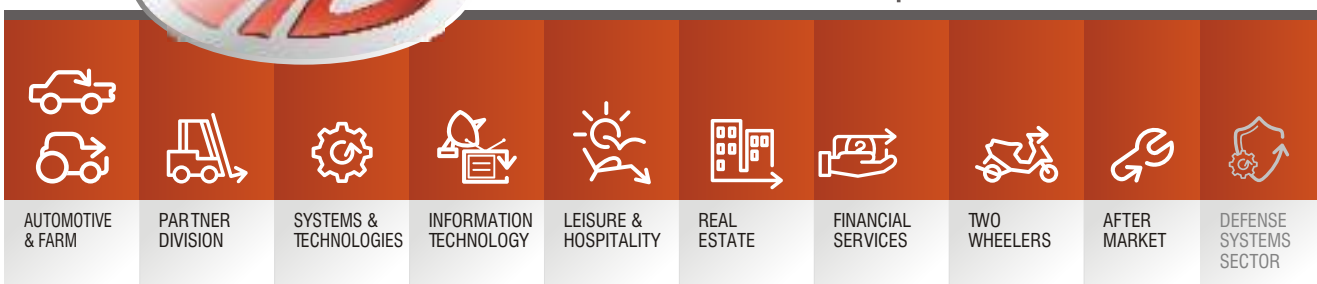 AUTOMOTIVE
& FARM
PARTNER
DIVISION
SYSTEMS &
TECHNOLOGIES
INFORMATION
TECHNOLOGY
LEISURE &
HOSPITALITY
REAL
ESTATE
FINANCIAL
SERVICES
TWO
WHEELERS
AFTER
MARKET
DEFENSE
SYSTEMS
SECTOR